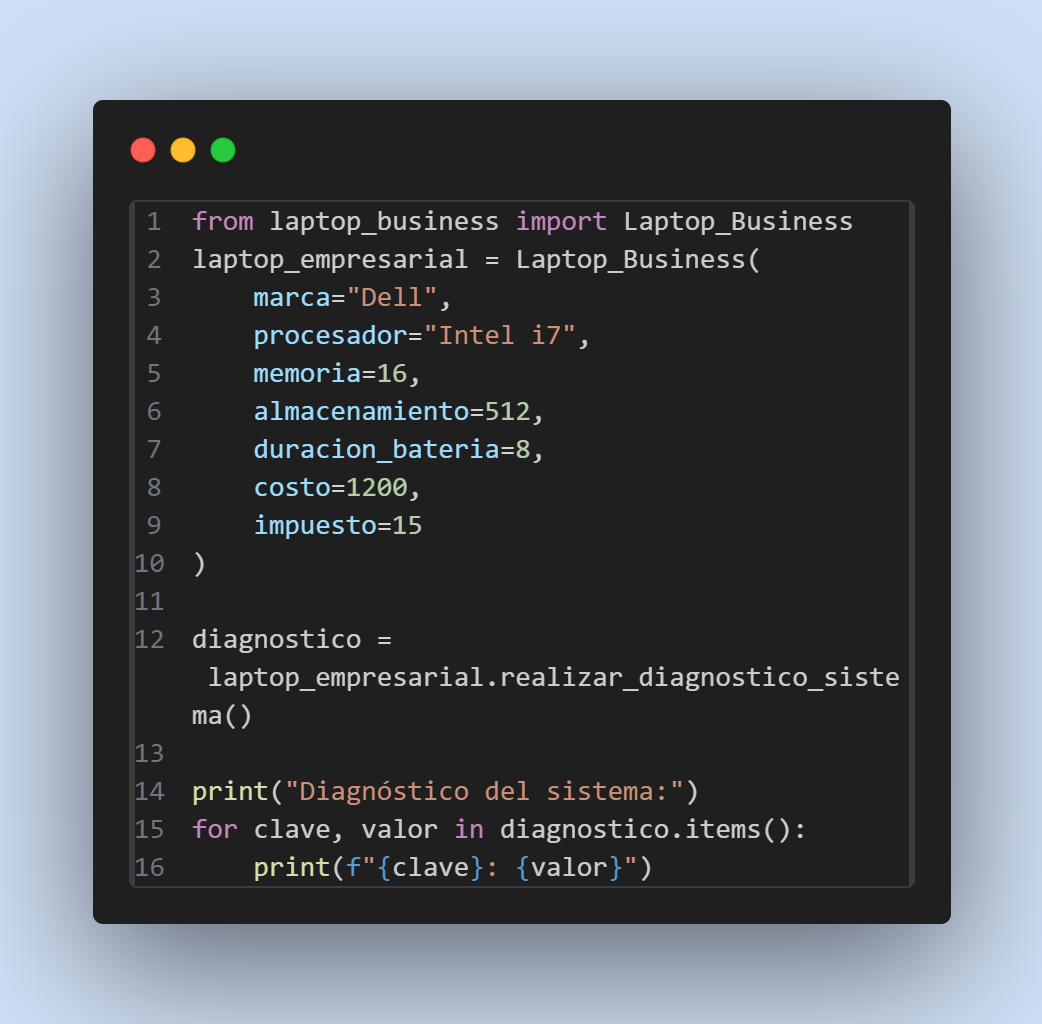 1 from laptop_business import Laptop_Business
2 laptop_empresarial = Laptop_Business(
3     marca="Dell",
4     procesador="Intel i7",
5     memoria=16,
6     almacenamiento=512,
7     duracion_bateria=8,
8     costo=1200,
9     impuesto=15
10 )
11
12 diagnostico =
 laptop_empresarial.realizar_diagnostico_siste
ma()
13
14 print("Diagnóstico del sistema:")
15 for clave, valor in diagnostico.items():
16     print(f"{clave}: {valor}")